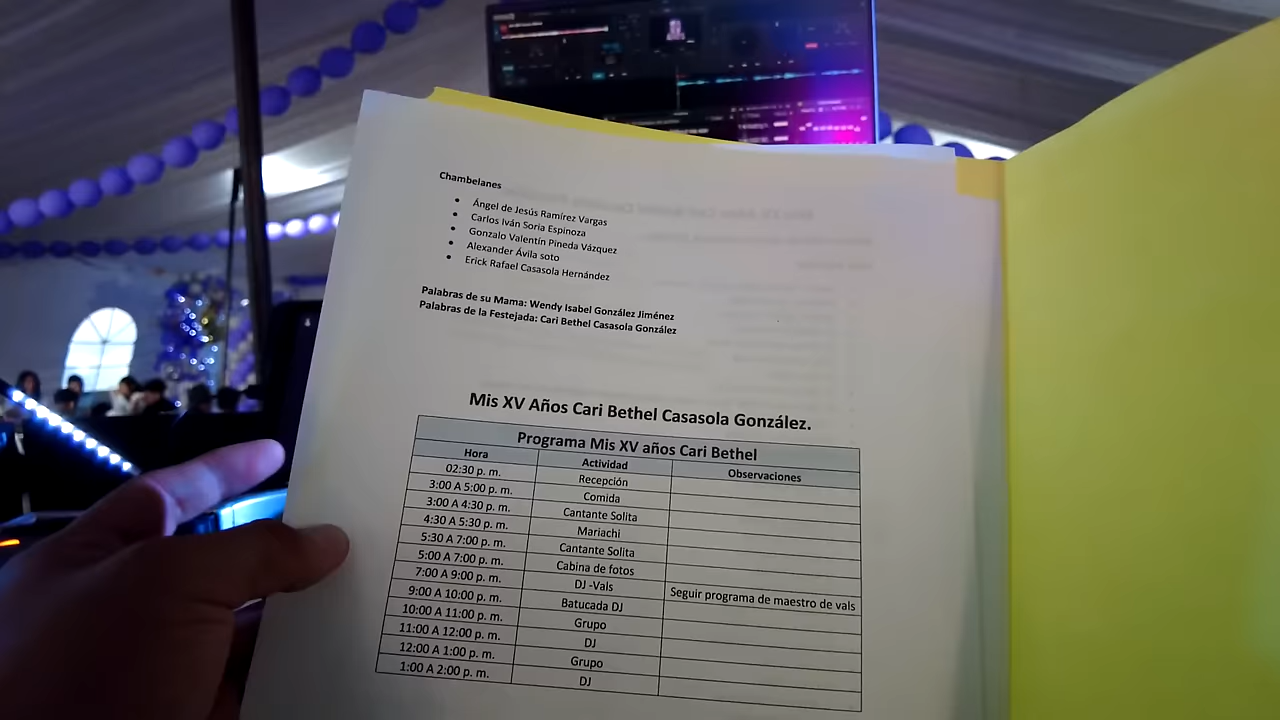 Chambelanes
• Ángel de Jesús Ramírez Vargas
• Carlos Iván Soria Espinoza
• Gonzalo Valentín Pineda Vázquez
• Alexander Ávila soto
• Erick Rafael Casasola Hernández
Palabras de su Mama: Wendy Isabel González Jiménez
Palabras de la Festejada: Cari Bethel Casasola González
Mis XV Años Cari Bethel Casasola González.
Programa Mis XV años Cari Bethel
Hora Actividad Observaciones
02:30 p. m. Recepción
3:00 A 5:00 p. m. Comida
3:00 A 4:30 p. m. Cantante Solita
4:30 A 5:30 p. m. Mariachi
5:30 A 7:00 p. m. Cantante Solita
5:00 A 7:00 p. m. Cabina de fotos
7:00 A 9:00 p. m. DJ -Vals Seguir programa de maestro de vals
9:00 A 10:00 p. m. Batucada DJ
10:00 A 11:00 p. m. Grupo
11:00 A 12:00 p. m. DJ
12:00 A 1:00 p. m. Grupo
1:00 A 2:00 p. m. DJ